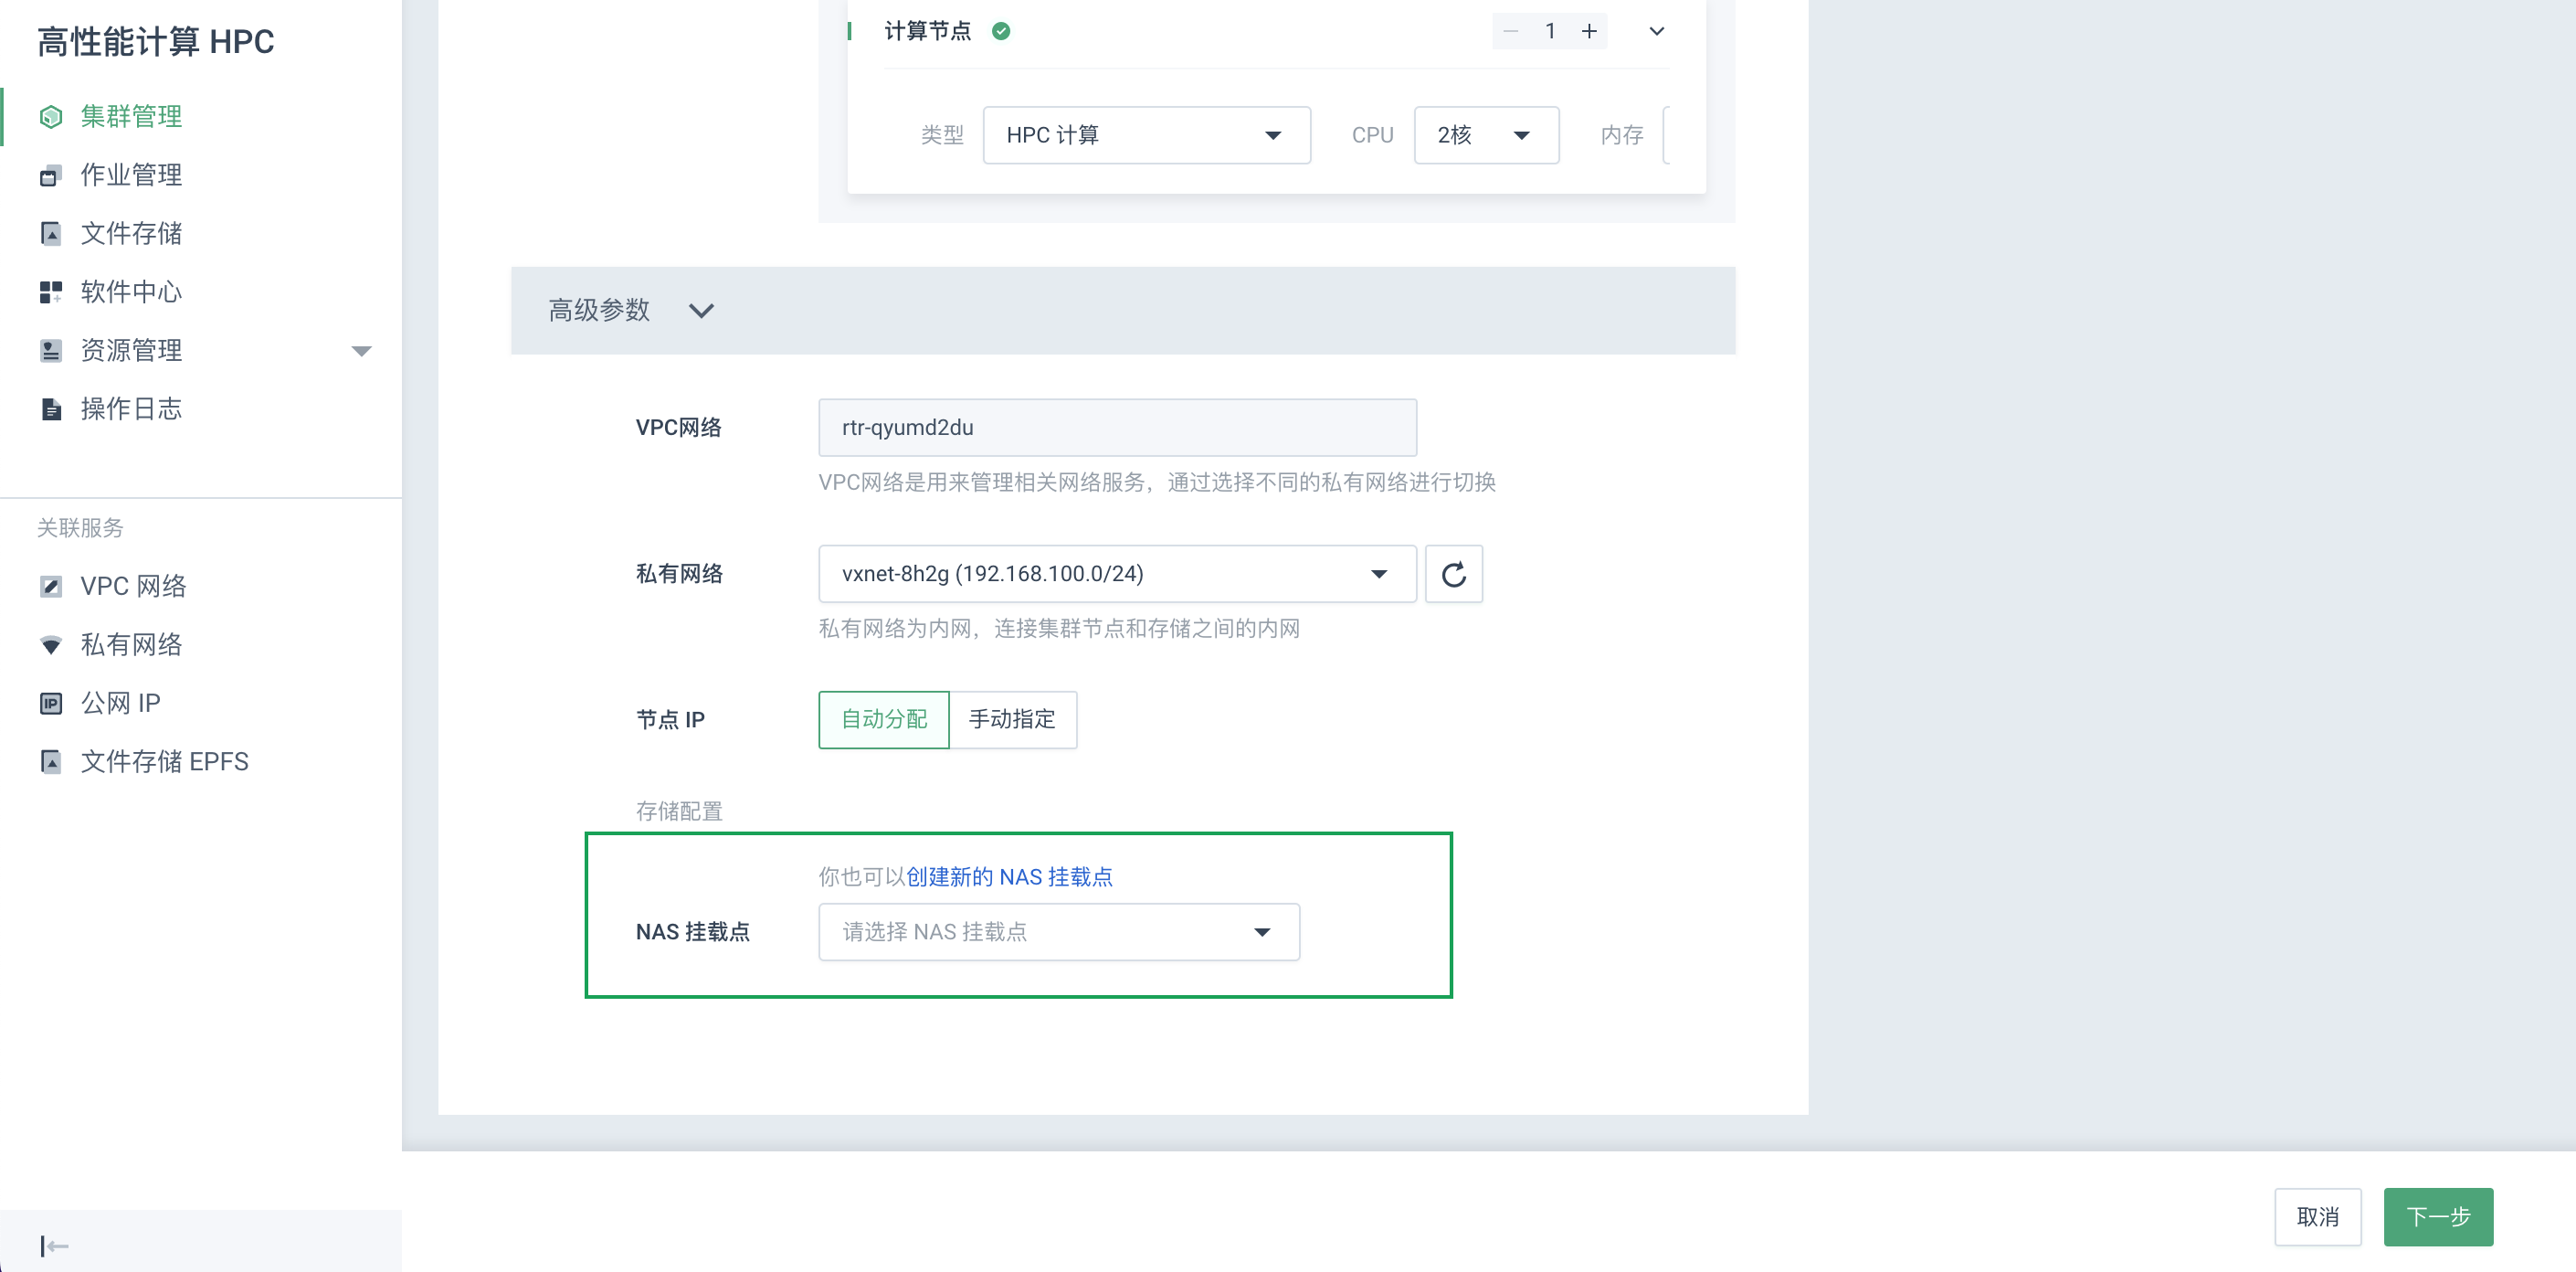 高性能计算 HPC
集群管理
作业管理
文件存储
软件中心
资源管理
操作日志
关联服务
VPC 网络
私有网络
公网 IP
文件存储 EPFS
计算节点
1
类型 HPC 计算 CPU 2核 内存
高级参数
VPC网络 rtr-qyumd2du
VPC网络是用来管理相关网络服务，通过选择不同的私有网络进行切换
私有网络 vxnet-8h2g (192.168.100.0/24)
私有网络为内网，连接集群节点和存储之间的内网
节点 IP 自动分配 手动指定
存储配置
你也可以创建新的 NAS 挂载点
NAS 挂载点 请选择 NAS 挂载点
取消 下一步